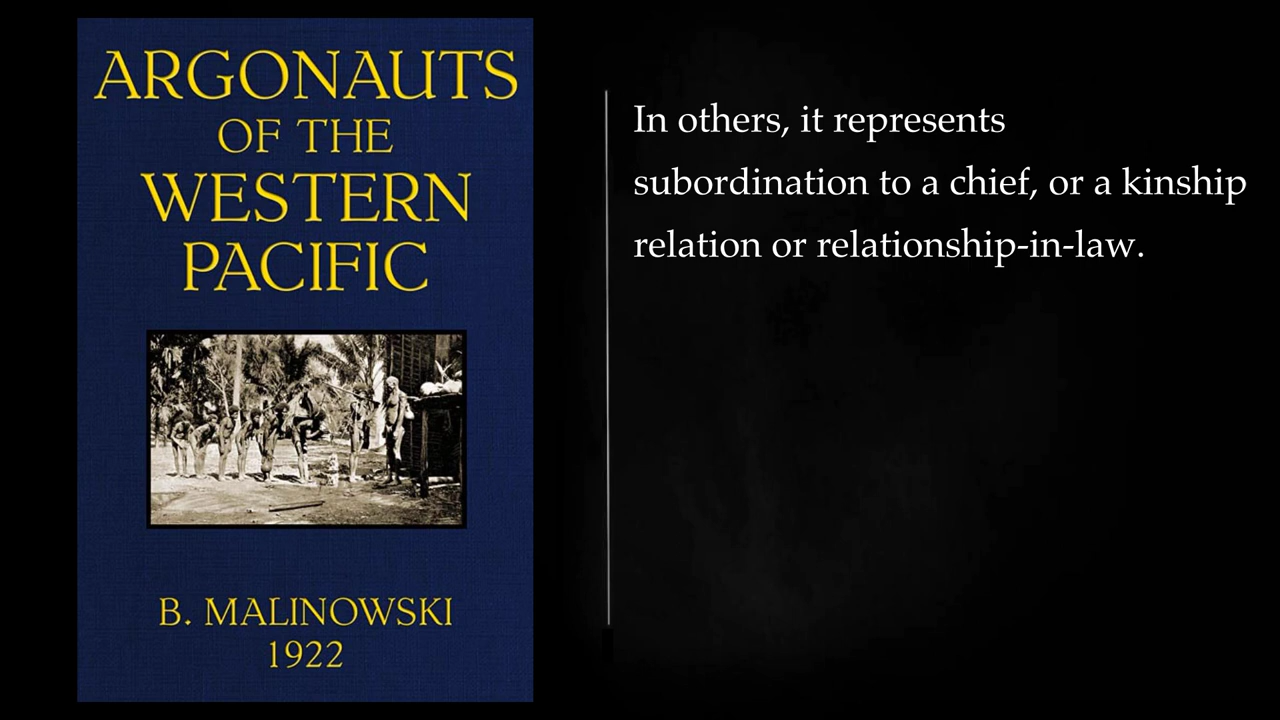 ARGONAUTS
OF THE
WESTERN
PACIFIC
B. MALINOWSKI
1922
In others, it represents
subordination to a chief, or a kinship
relation or relationship-in-law.